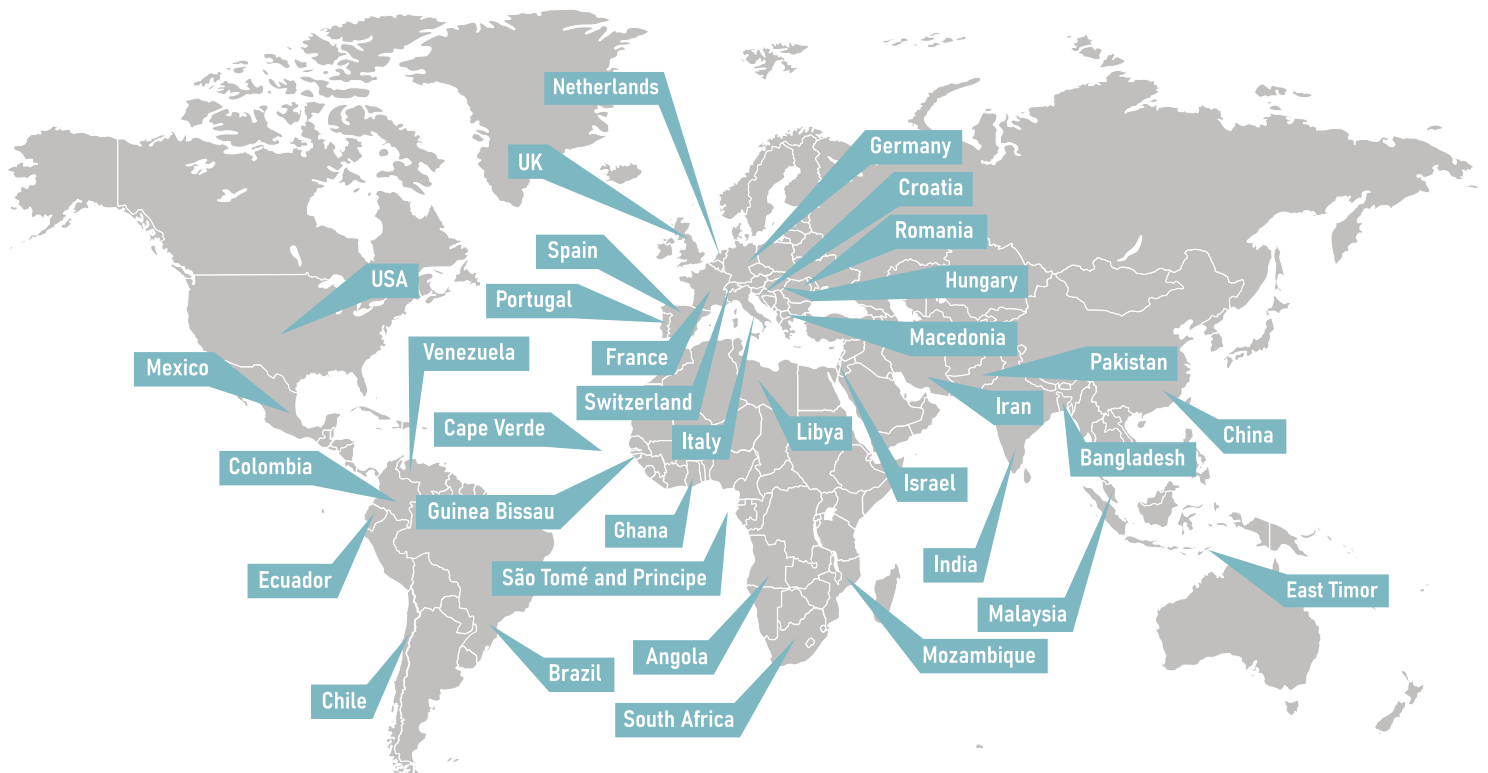 Netherlands
Germany
UK
Croatia
Romania
Spain
USA
Hungary
Portugal
Macedonia
Venezuela
France
Pakistan
Mexico
Switzerland
Iran
Cape Verde
Libya
China
Italy
Bangladesh
Colombia
Israel
Guinea Bissau
Ghana
India
São Tomé and Principe
Ecuador
East Timor
Malaysia
Angola
Mozambique
Brazil
Chile
South Africa